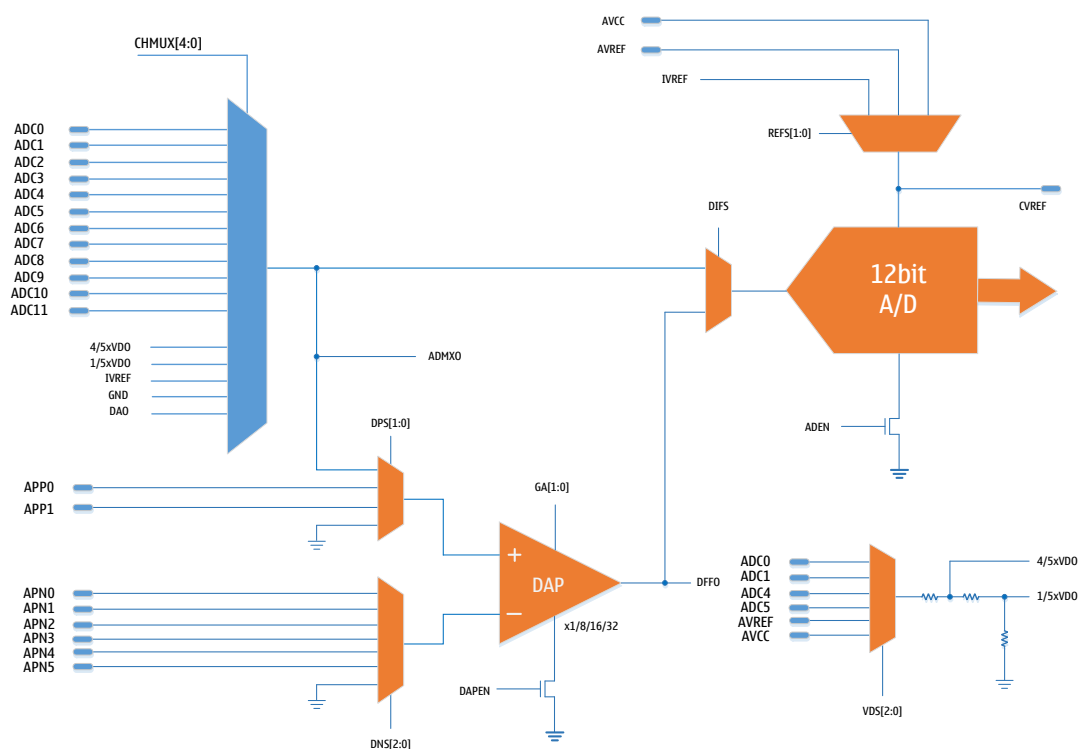 CHMUX[4:0]
ADC0
ADC1
ADC2
ADC3
ADC4
ADC5
ADC6
ADC7
ADC8
ADC9
ADC10
ADC11
4/5xVDO
1/5xVDO
IVREF
GND
DAO
AVCC
AVREF
IVREF
REFS[1:0]
CVREF
DIFS
12bit
A/D
ADMXO
ADEN
DPS[1:0]
APP0
APP1
GA[1:0]
+
DAP
−
x1/8/16/32
DFFO
APN0
APN1
APN2
APN3
APN4
APN5
DAPEN
DNS[2:0]
ADC0
ADC1
ADC4
ADC5
AVREF
AVCC
4/5xVDO
1/5xVDO
VDS[2:0]